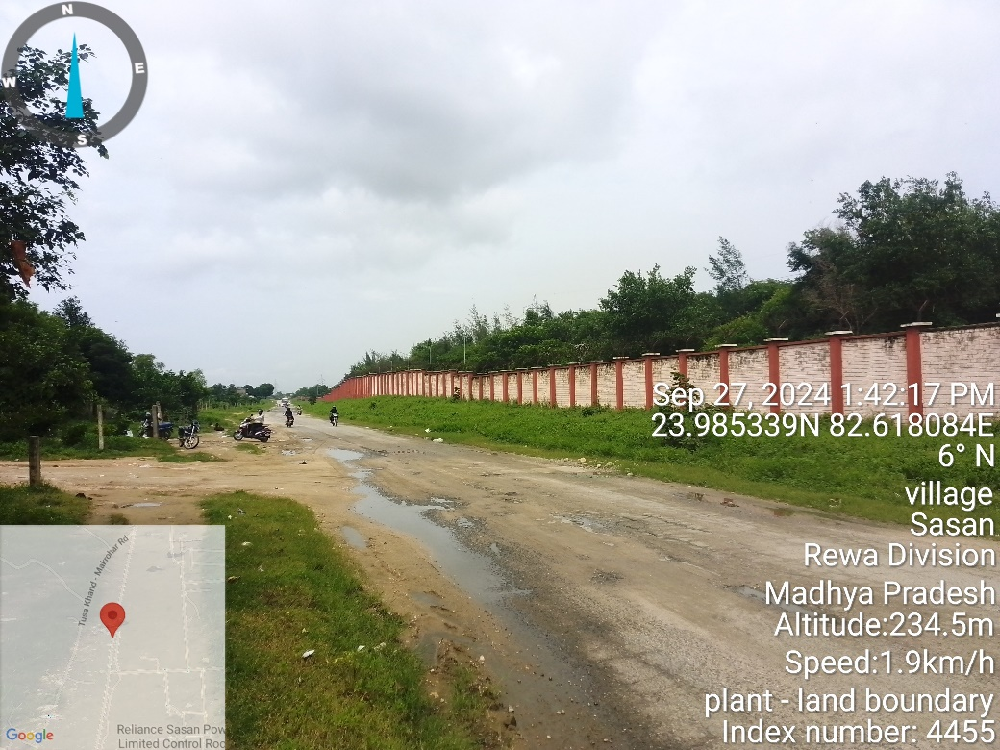 N
W
E
S
Sep 27, 2024 1:42:17 PM
23.985339N 82.618084E
6° N
village
Sasan
Rewa Division
Madhya Pradesh
Altitude:234.5m
Speed:1.9km/h
plant - land boundary
Index number: 4455
Tusa Khand - Makrohar Rd
Reliance Sasan Pow
Limited Control Roo
Google